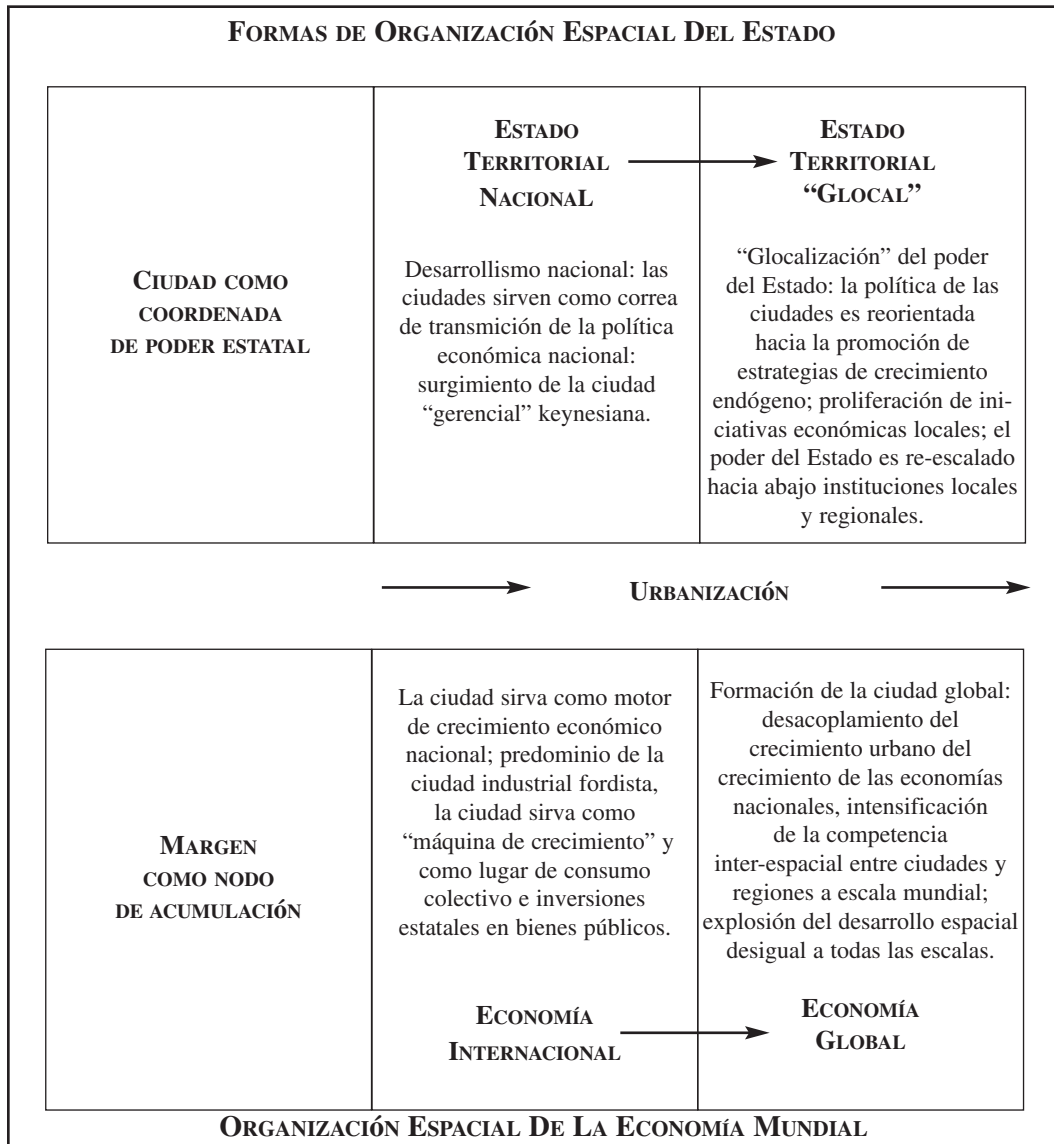 FORMAS DE ORGANIZACIóN ESPACIAL DEL ESTADO
CIUDAD COMO
COORDENADA
DE PODER ESTATAL
ESTADO
TERRITORIAL
NACIONAL
Desarrollismo nacional: las
ciudades sirven como correa
de transmición de la política
económica nacional:
surgimiento de la ciudad
“gerencial” keynesiana.
ESTADO
TERRITORIAL
“GLOCAL”
“Glocalización” del poder
del Estado: la política de las
ciudades es reorientada
hacia la promoción de
estrategias de crecimiento
endógeno; proliferación de ini-
ciativas económicas locales; el
poder del Estado es re-escalado
hacia abajo instituciones locales
y regionales.
URBANIZACIóN
MARGEN
COMO NODO
DE ACUMULACIóN
La ciudad sirva como motor
de crecimiento económico
nacional; predominio de la
ciudad industrial fordista,
la ciudad sirva como
“máquina de crecimiento” y
como lugar de consumo
colectivo e inversiones
estatales en bienes públicos.
ECONOMÍA
INTERNACIONAL
Formación de la ciudad global:
desacoplamiento del
crecimiento urbano del
crecimiento de las economías
nacionales, intensificación
de la competencia
inter-espacial entre ciudades y
regiones a escala mundial;
explosión del desarrollo espacial
desigual a todas las escalas.
ECONOMÍA
GLOBAL
ORGANIZACIóN ESPACIAL DE LA ECONOMÍA MUNDIAL